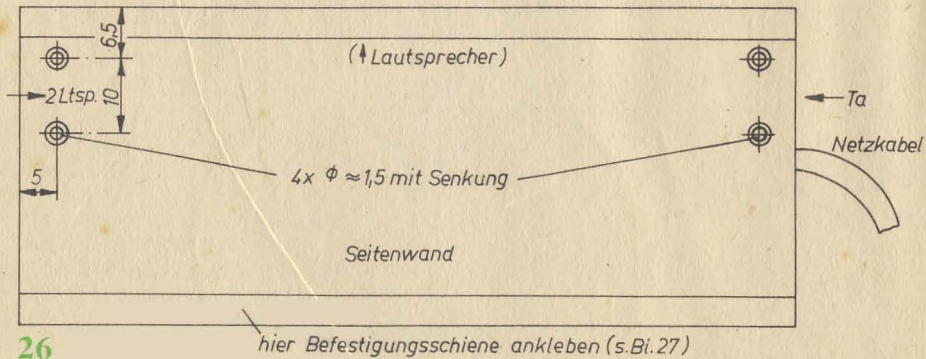 6,5
(↑Lautsprecher)
2Ltsp.
10
Ta
Netzkabel
5
4x Φ ≈ 1,5 mit Senkung
Seitenwand
26
hier Befestigungsschiene ankleben (s.Bi.27)